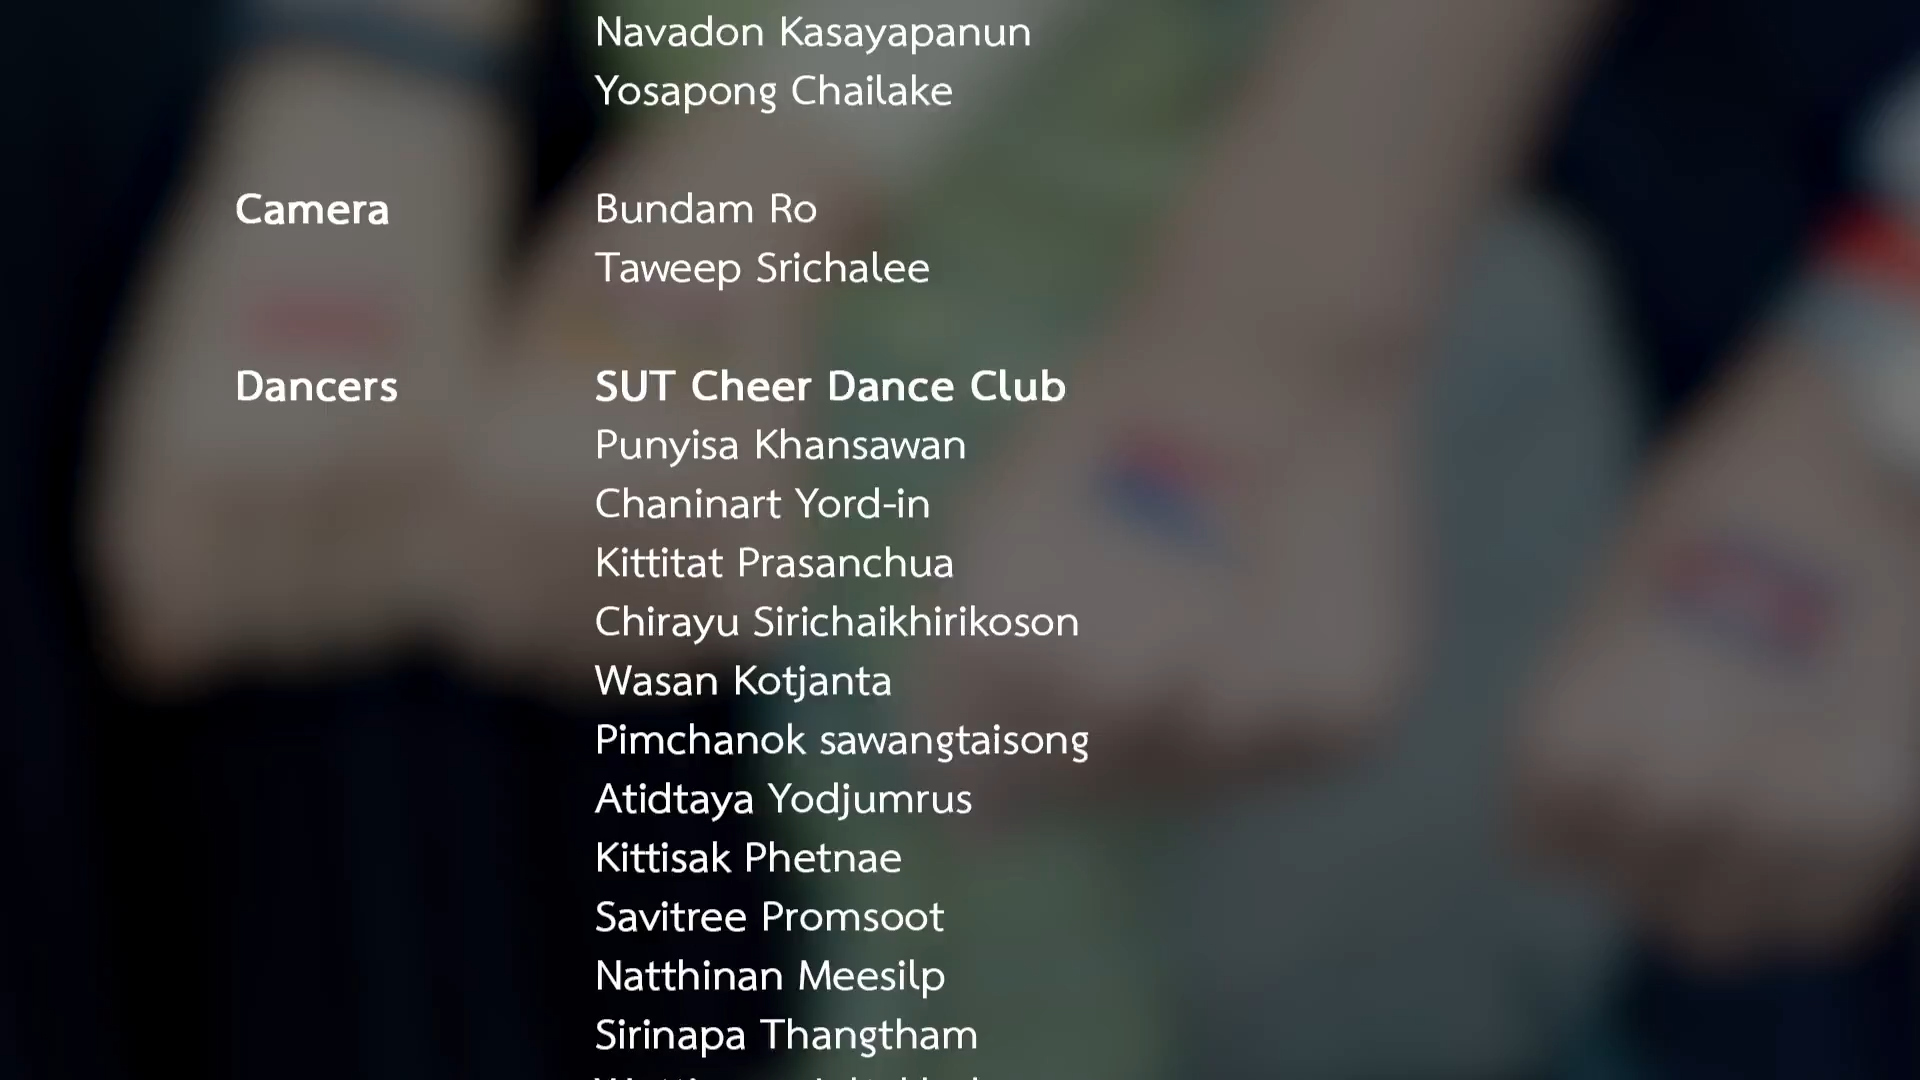 Navadon Kasayapanun
Yosapong Chailake
Camera Bundam Ro
Taweep Srichalee
Dancers SUT Cheer Dance Club
Punyisa Khansawan
Chaninart Yord-in
Kittitat Prasanchua
Chirayu Sirichaikhirikoson
Wasan Kotjanta
Pimchanok sawangtaisong
Atidtaya Yodjumrus
Kittisak Phetnae
Savitree Promsoot
Natthinan Meesilp
Sirinapa Thangtham